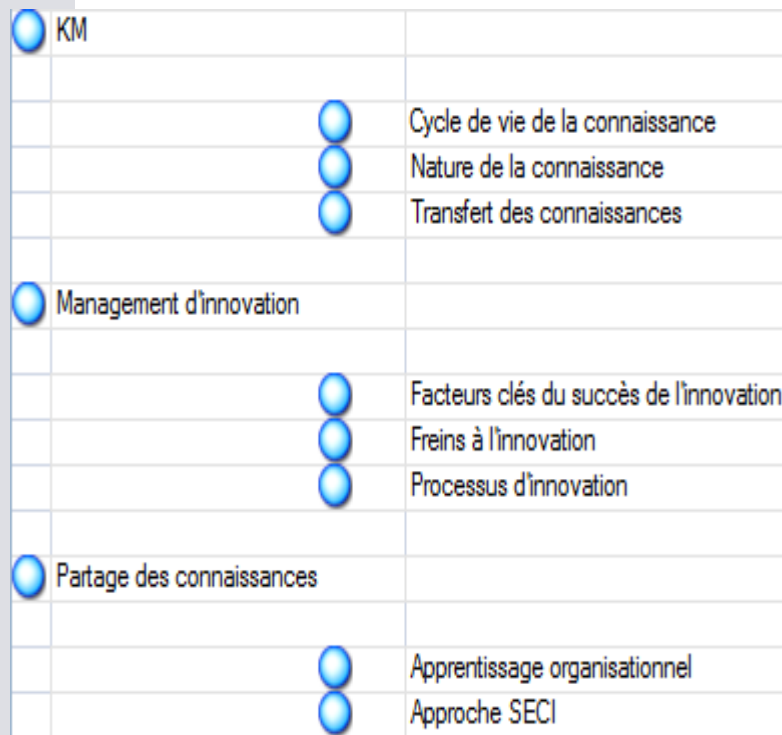 KM
Cycle de vie de la connaissance
Nature de la connaissance
Transfert des connaissances
Management d'innovation
Facteurs clés du succès de l'innovation
Freins à l'innovation
Processus d'innovation
Partage des connaissances
Apprentissage organisationnel
Approche SECI